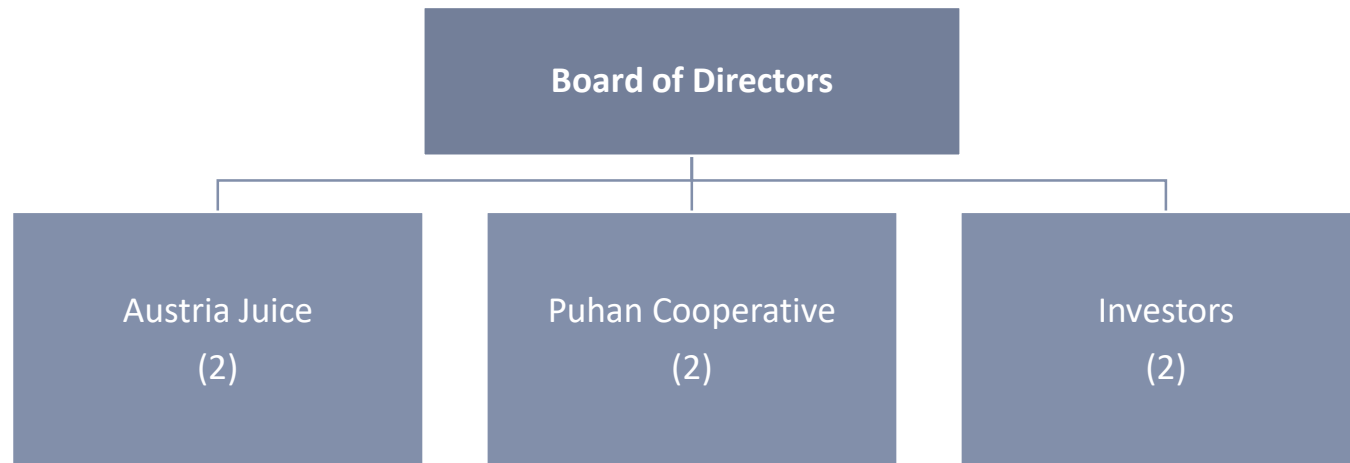 Board of Directors
Austria Juice
(2)
Puhan Cooperative
(2)
Investors
(2)